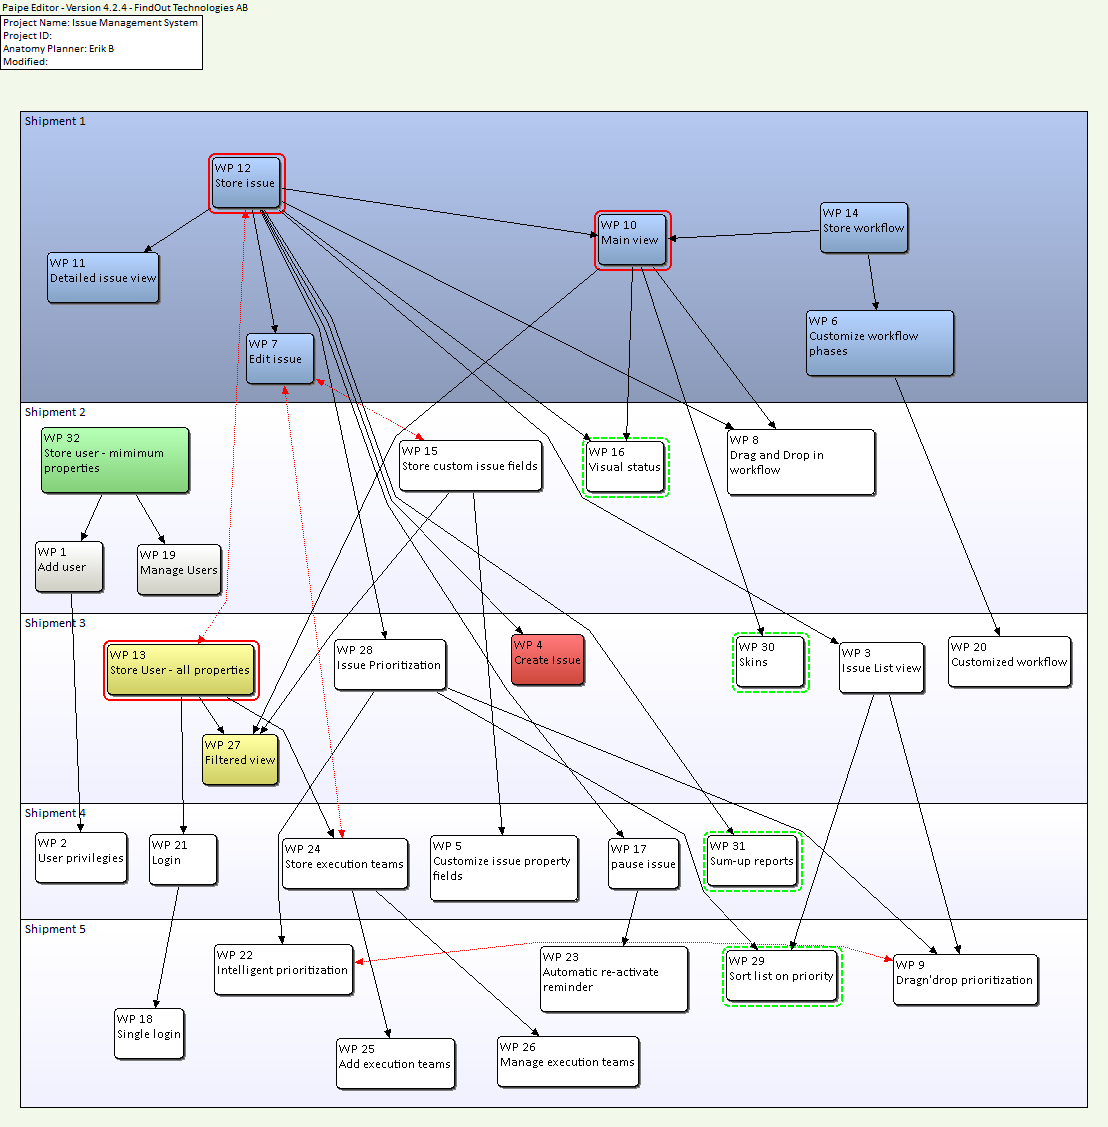 Paipe Editor - Version 4.2.4 - FindOut Technologies AB
Project Name: Issue Management System
Project ID:
Anatomy Planner: Erik B
Modified:
Shipment 1
WP 12
Store issue
WP 10
Main view
WP 14
Store workflow
WP 11
Detailed issue view
WP 6
Customize workflow
phases
WP 7
Edit issue
Shipment 2
WP 32
Store user - mimimum
properties
WP 15
Store custom issue fields
WP 16
Visual status
WP 8
Drag and Drop in
workflow
WP 1
Add user
WP 19
Manage Users
Shipment 3
WP 13
Store User - all properties
WP 28
Issue Prioritization
WP 4
Create Issue
WP 30
Skins
WP 3
Issue List view
WP 20
Customized workflow
WP 27
Filtered view
Shipment 4
WP 2
User privilegies
WP 21
Login
WP 24
Store execution teams
WP 5
Customize issue property
fields
WP 17
pause issue
WP 31
Sum-up reports
Shipment 5
WP 22
Intelligent prioritization
WP 23
Automatic re-activate
reminder
WP 29
Sort list on priority
WP 9
Dragn'drop prioritization
WP 18
Single login
WP 25
Add execution teams
WP 26
Manage execution teams